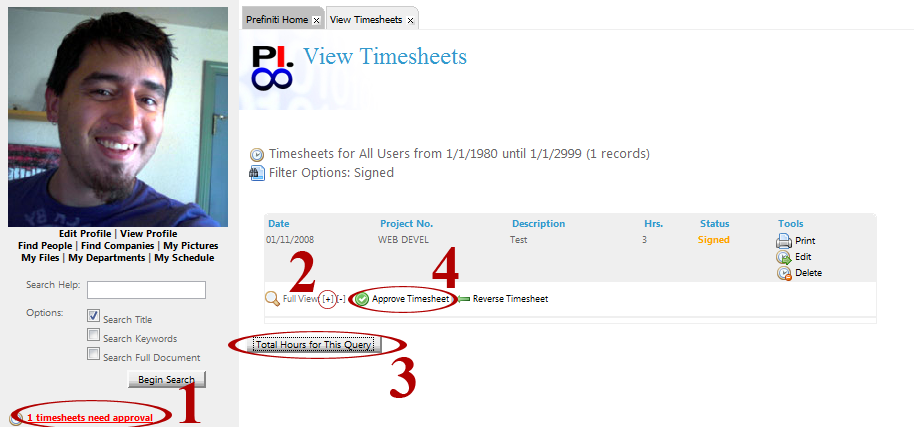 Prefiniti Home x
View Timesheets x
PI.
View Timesheets
Edit Profile | View Profile
Find People | Find Companies | My Pictures
My Files | My Departments | My Schedule
Search Help:
Options:
Search Title
Search Keywords
Search Full Document
Begin Search
1
1 timesheets need approval
Timesheets for All Users from 1/1/1980 until 1/1/2999 (1 records)
Filter Options: Signed
Date Project No. Description Hrs. Status Tools
01/11/2008 WEB DEVEL Test 3 Signed Print
Edit
Delete
2
4
Full View [+] [-] Approve Timesheet Reverse Timesheet
Total Hours for This Query
3